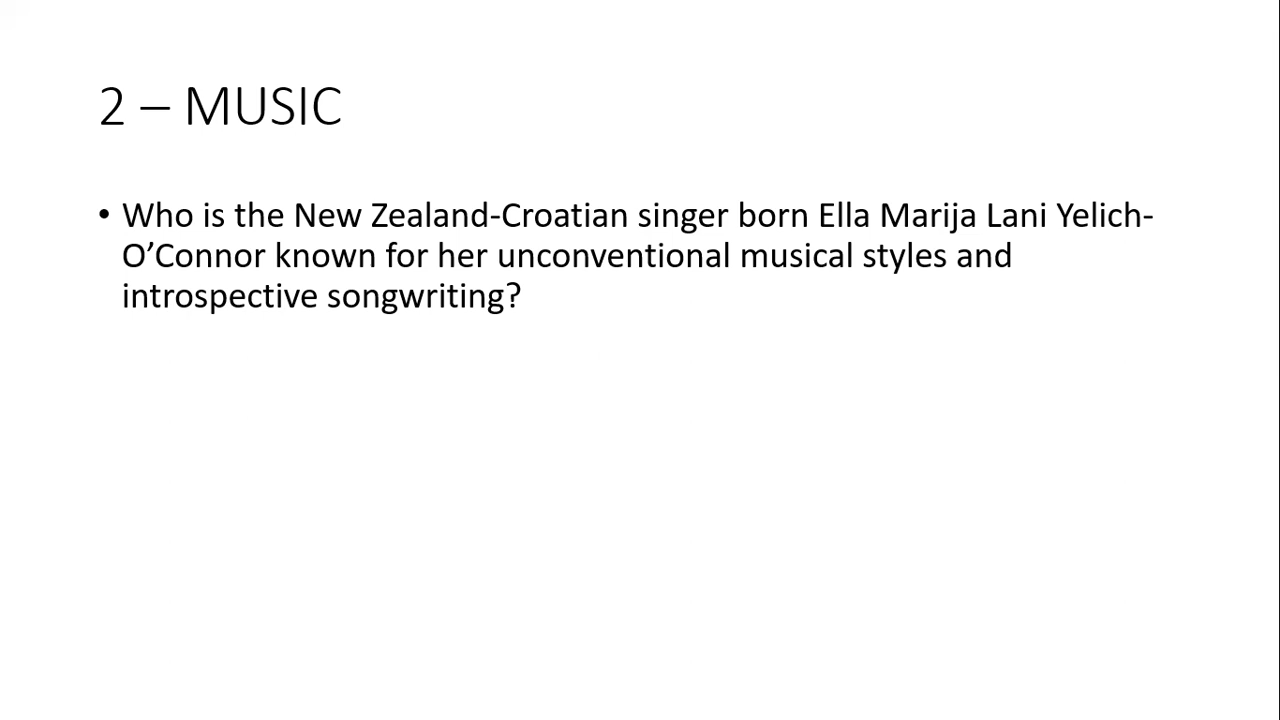 2 – MUSIC
• Who is the New Zealand-Croatian singer born Ella Marija Lani Yelich-
O’Connor known for her unconventional musical styles and
introspective songwriting?